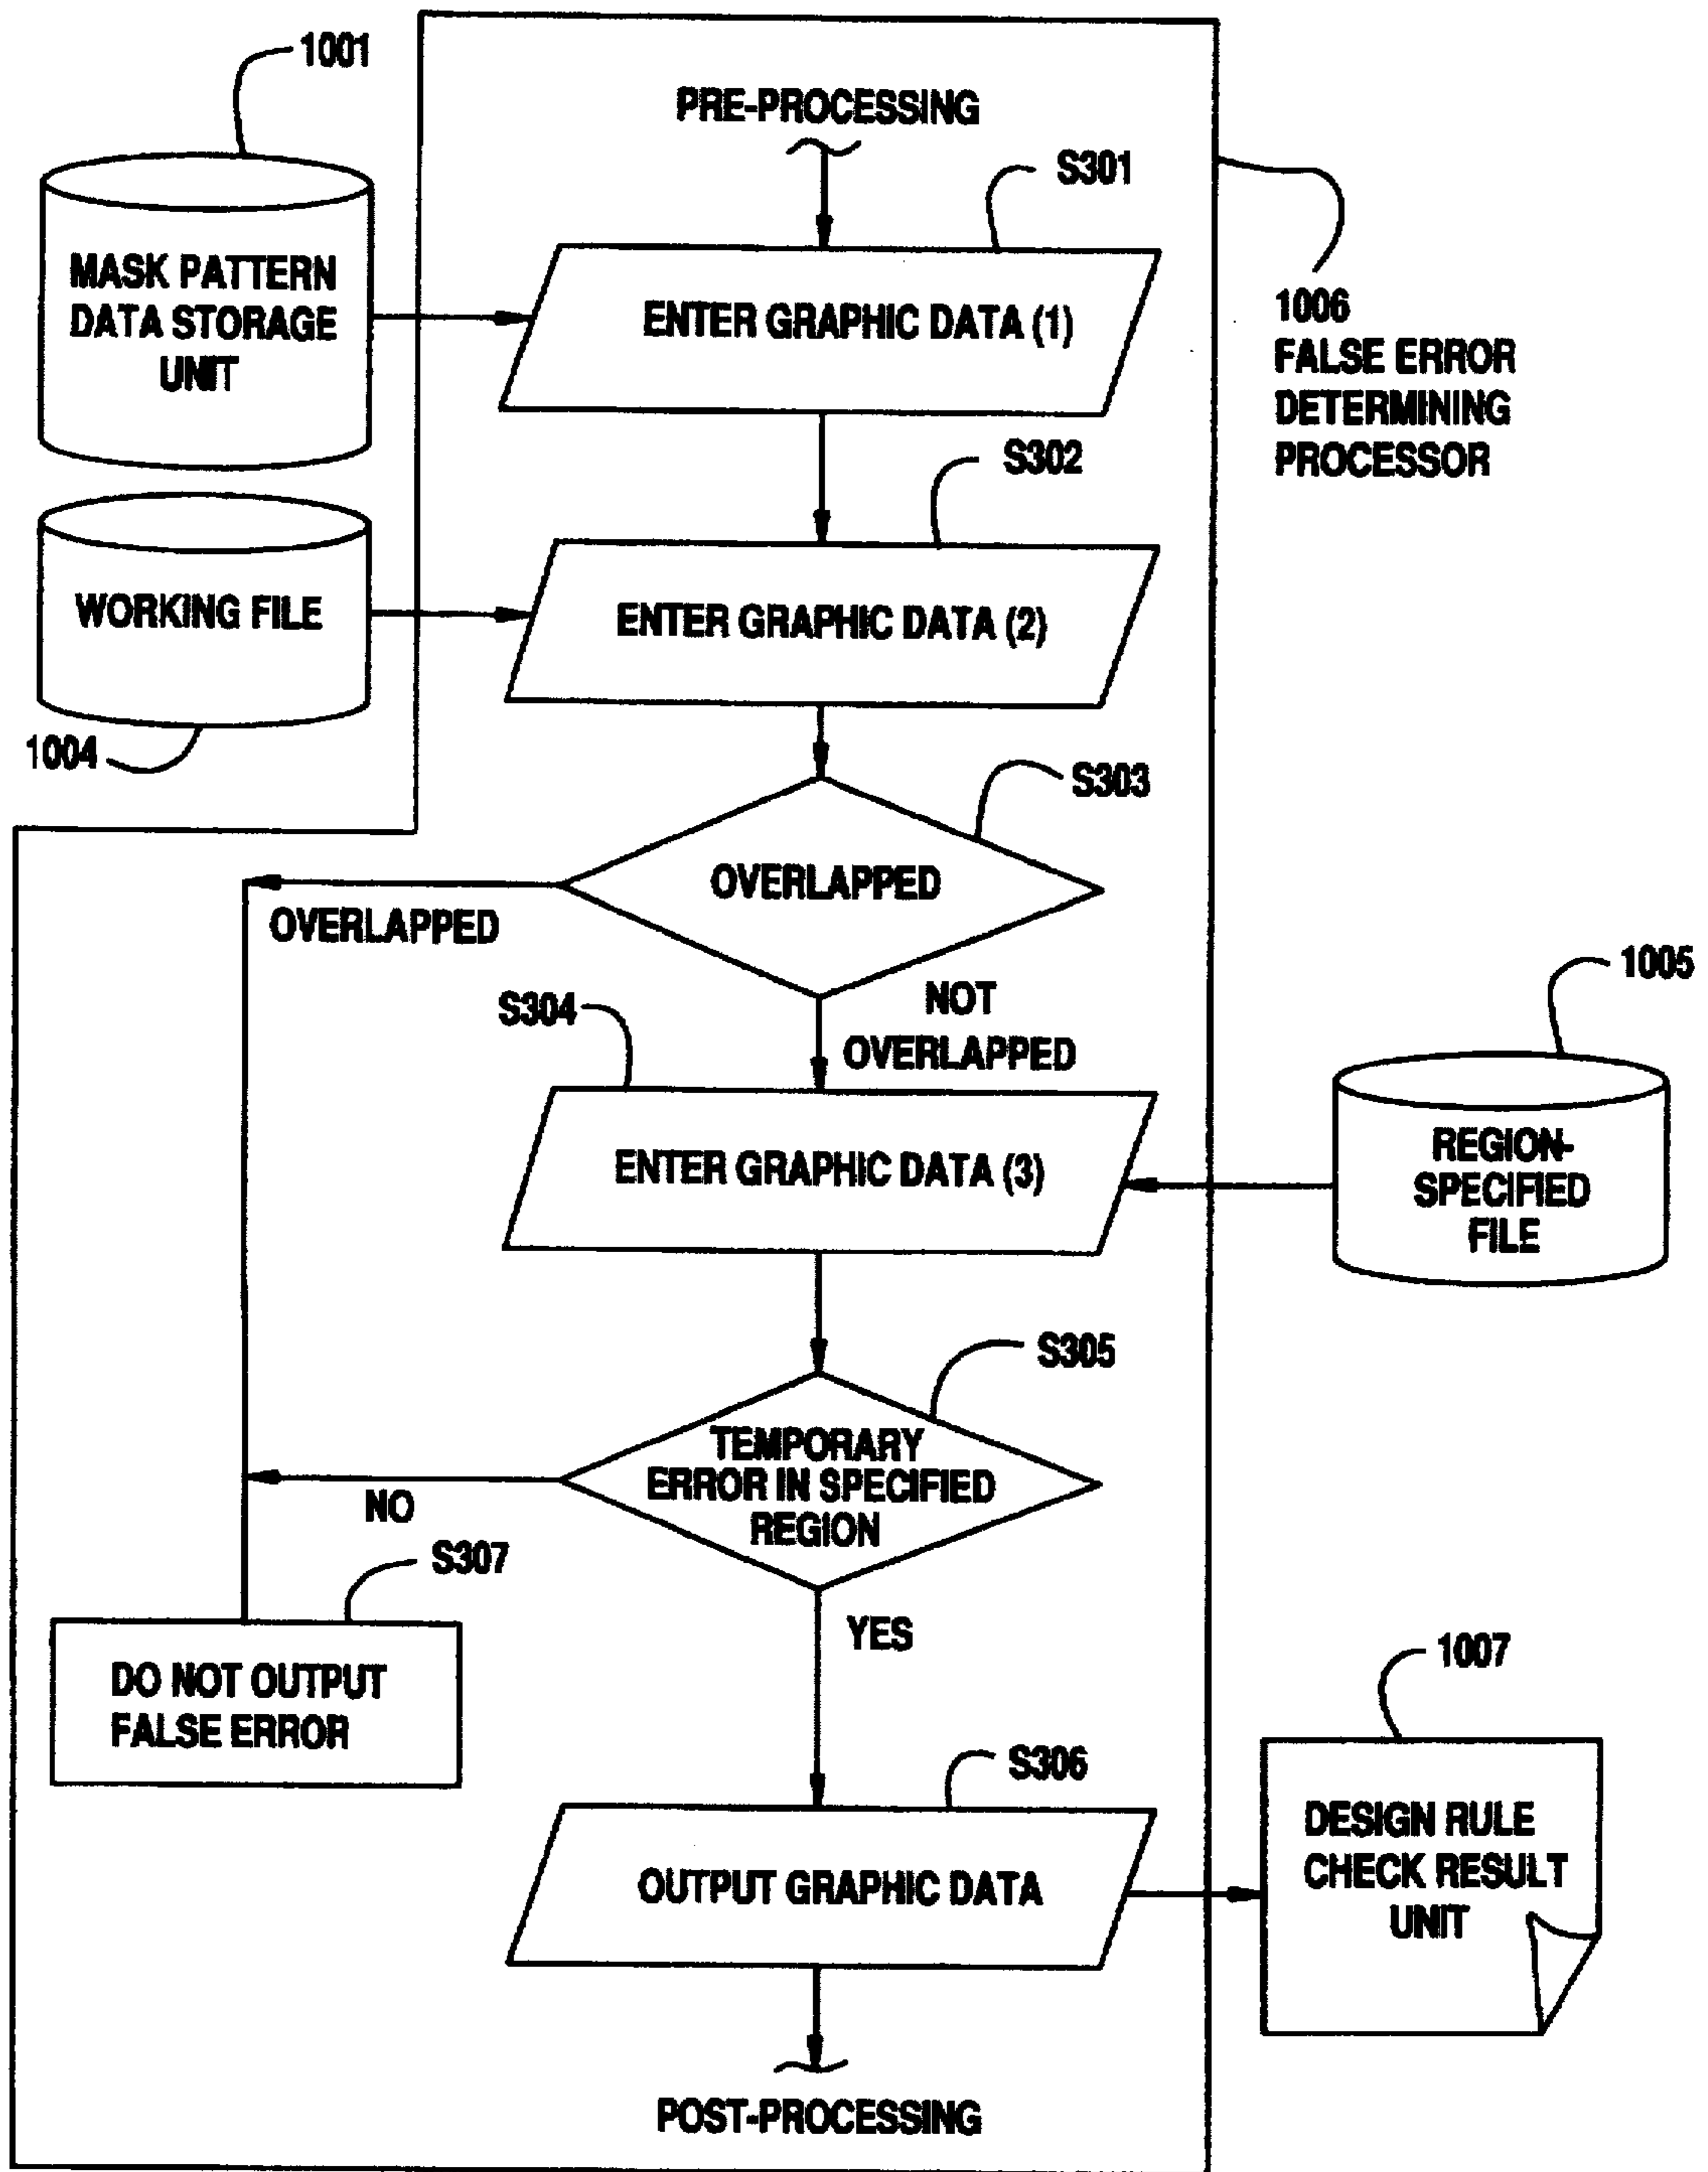 1001
PRE-PROCESSING
S301
MASK PATTERN
DATA STORAGE
UNIT
ENTER GRAPHIC DATA (1)
1006
FALSE ERROR
DETERMINING
PROCESSOR
S302
WORKING FILE
ENTER GRAPHIC DATA (2)
1004
S303
OVERLAPPED
OVERLAPPED
NOT
OVERLAPPED
S304
1005
ENTER GRAPHIC DATA (3)
REGION-
SPECIFIED
FILE
S305
TEMPORARY
ERROR IN SPECIFIED
REGION
NO
S307
YES
DO NOT OUTPUT
FALSE ERROR
1007
S306
OUTPUT GRAPHIC DATA
DESIGN RULE
CHECK RESULT
UNIT
POST-PROCESSING